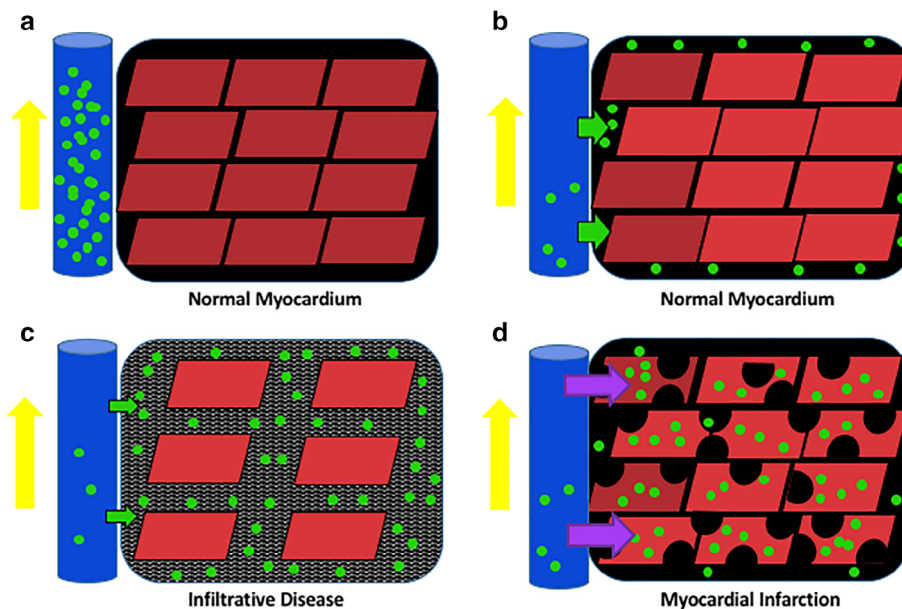 a
b
Normal Myocardium
Normal Myocardium
c
d
Infiltrative Disease
Myocardial Infarction